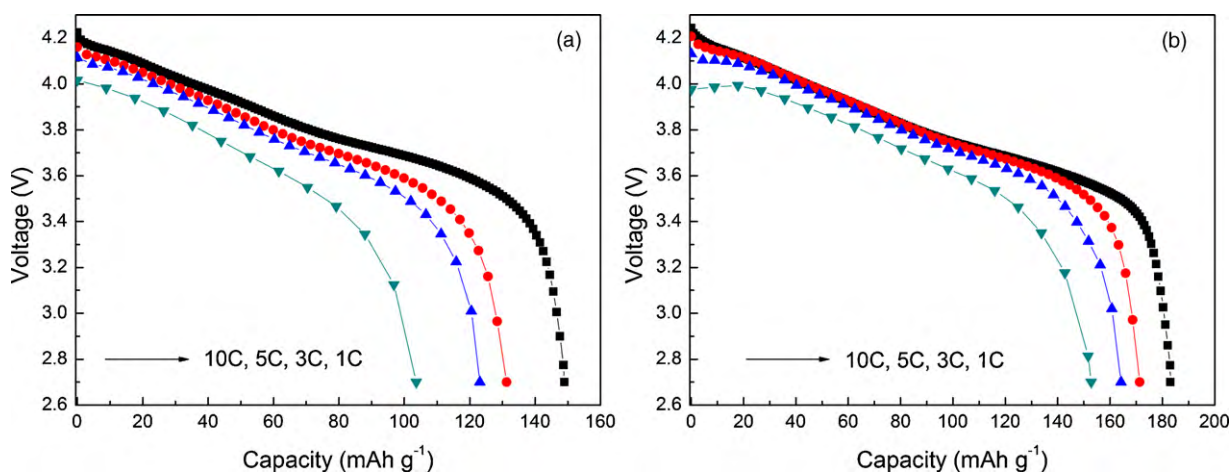 (a)
Voltage (V)
4.2
4.0
3.8
3.6
3.4
3.2
3.0
2.8
2.6
10C, 5C, 3C, 1C
0 20 40 60 80 100 120 140 160
Capacity (mAh g⁻¹)
(b)
Voltage (V)
4.2
4.0
3.8
3.6
3.4
3.2
3.0
2.8
2.6
10C, 5C, 3C, 1C
0 20 40 60 80 100 120 140 160 180 200
Capacity (mAh g⁻¹)